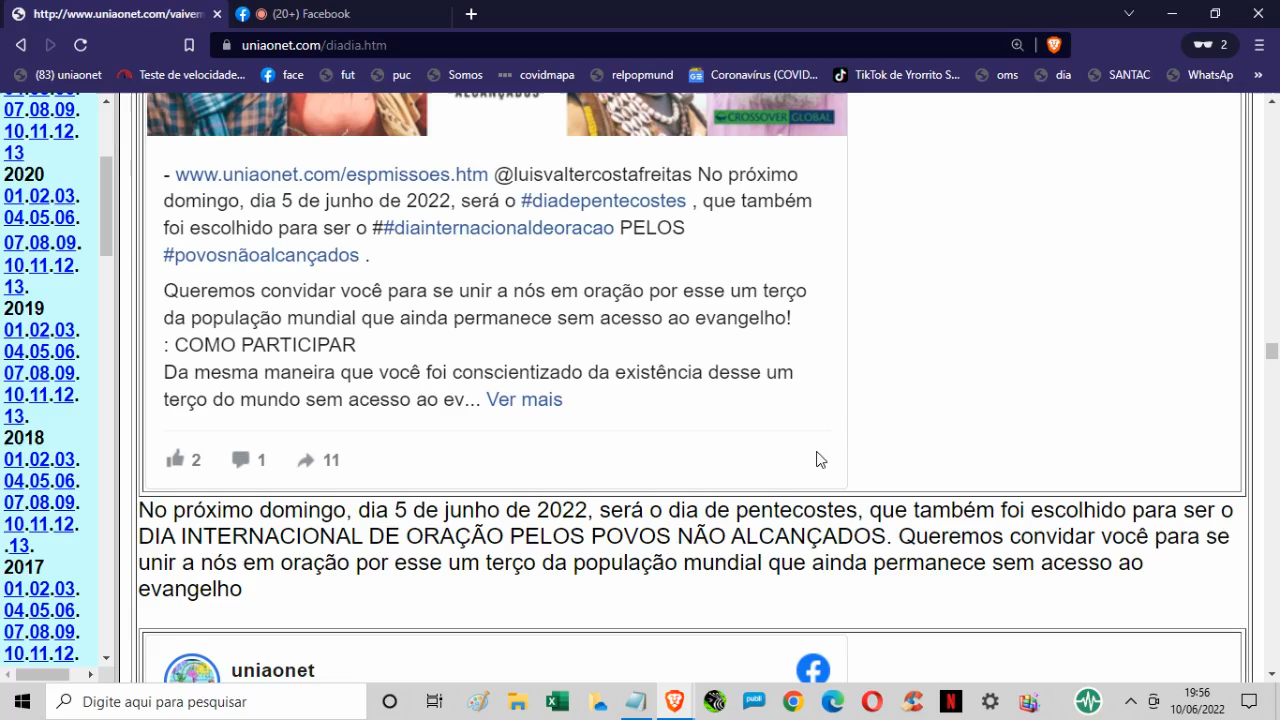 http://www.uniaonet.com/vaivem
(20+) Facebook
uniaonet.com/diadia.htm
2
(83) uniaonet
Teste de velocidade...
face
fut
puc
Somos
covidmapa
relpopmund
Coronavírus (COVID...
TikTok de Yrorrito S...
oms
dia
SANTAC
WhatsApp
»
07.08.09.
10.11.12.
13
2020
01.02.03.
04.05.06.
07.08.09.
10.11.12.
13.
2019
01.02.03.
04.05.06.
07.08.09.
10.11.12.
13.
2018
01.02.03.
04.05.06.
07.08.09.
10.11.12.
.13.
2017
01.02.03.
04.05.06.
07.08.09.
10.11.12.
ALCANÇADOS
CROSSOVER GLOBAL
- www.uniaonet.com/espmissoes.htm @luisvaltercostafreitas No próximo
domingo, dia 5 de junho de 2022, será o #diadepentecostes , que também
foi escolhido para ser o ##diainternacionaldeoracao PELOS
#povosnãoalcançados .
Queremos convidar você para se unir a nós em oração por esse um terço
da população mundial que ainda permanece sem acesso ao evangelho!
: COMO PARTICIPAR
Da mesma maneira que você foi conscientizado da existência desse um
terço do mundo sem acesso ao ev... Ver mais
2
1
11
No próximo domingo, dia 5 de junho de 2022, será o dia de pentecostes, que também foi escolhido para ser o
DIA INTERNACIONAL DE ORAÇÃO PELOS POVOS NÃO ALCANÇADOS. Queremos convidar você para se
unir a nós em oração por esse um terço da população mundial que ainda permanece sem acesso ao
evangelho
uniaonet
Digite aqui para pesquisar
publi
19:56
10/06/2022